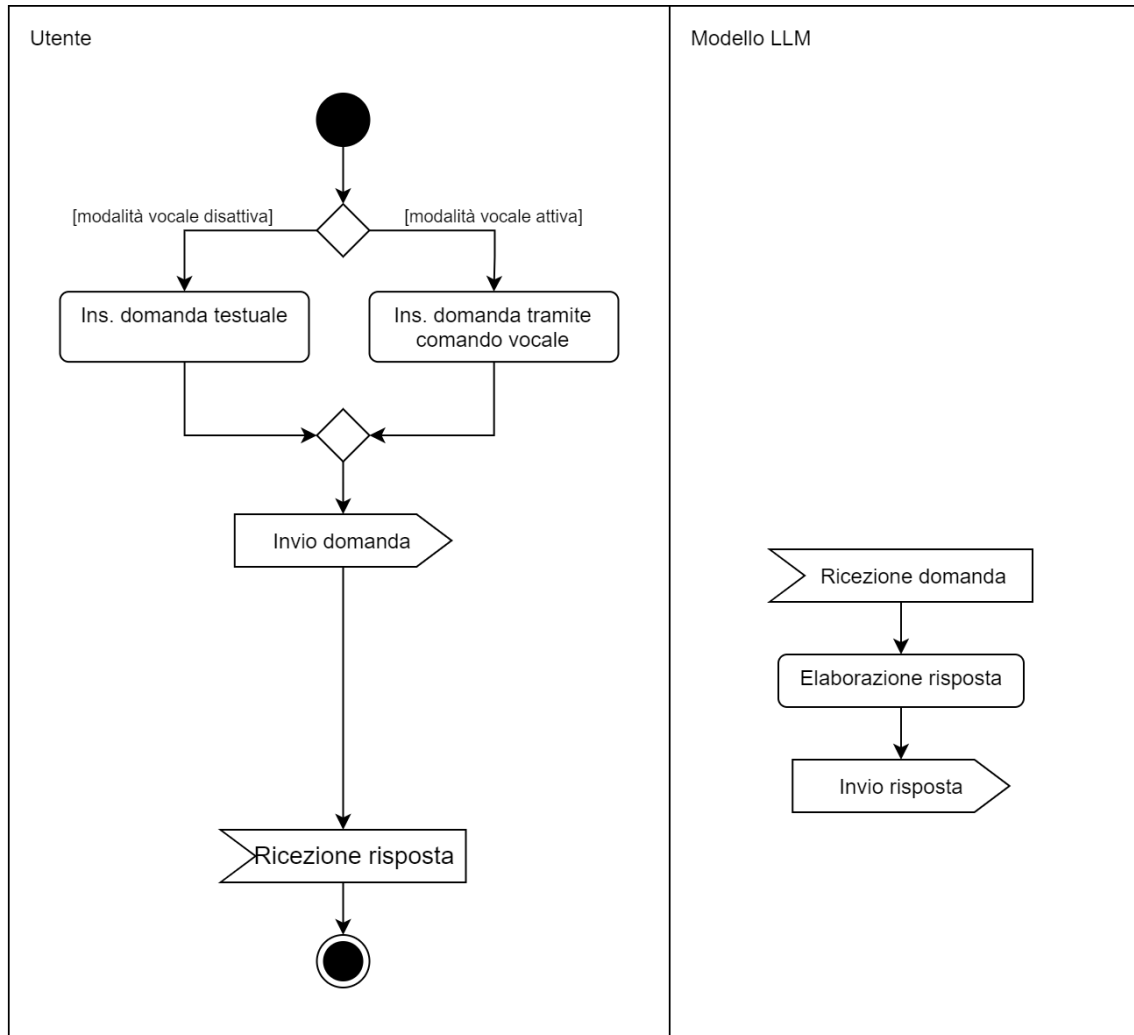 Utente
Modello LLM
[modalità vocale disattiva]
[modalità vocale attiva]
Ins. domanda testuale
Ins. domanda tramite
comando vocale
Invio domanda
Ricezione domanda
Elaborazione risposta
Invio risposta
Ricezione risposta